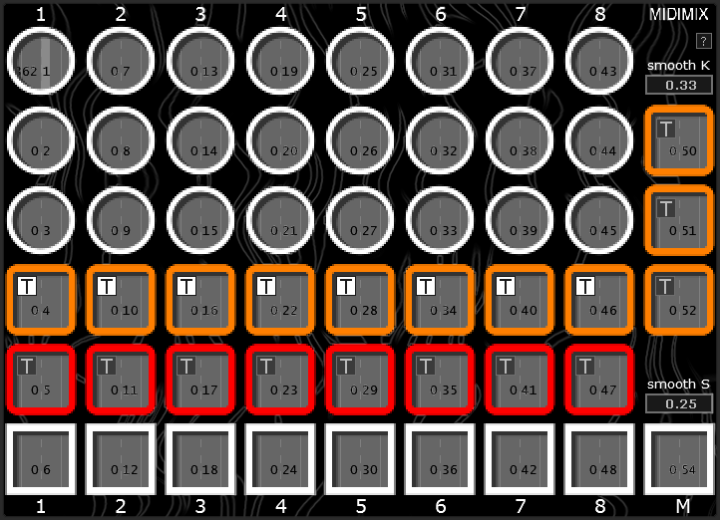 1 2 3 4 5 6 7 8 MIDIMIX
?
smooth K
0.33
462 1 0 7 0 13 0 19 0 25 0 31 0 37 0 43
T
0 2 0 8 0 14 0 20 0 26 0 32 0 38 0 44 0 50
T
0 3 0 9 0 15 0 21 0 27 0 33 0 39 0 45 0 51
T T T T T T T T T
0 4 0 10 0 16 0 22 0 28 0 34 0 40 0 46 0 52
T T T T T T T T
0 5 0 11 0 17 0 23 0 29 0 35 0 41 0 47
smooth S
0.25
0 6 0 12 0 18 0 24 0 30 0 36 0 42 0 48 0 54
1 2 3 4 5 6 7 8 M